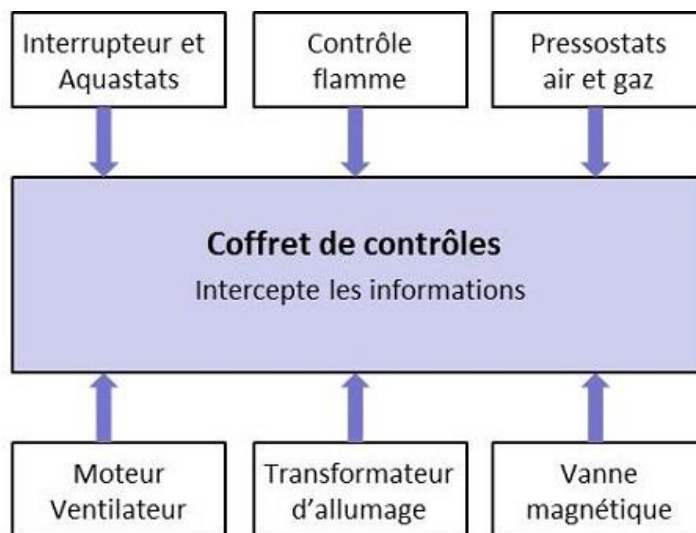 Interrupteur et
Aquastats
Contrôle
flamme
Pressostats
air et gaz
Coffret de contrôles
Intercepte les informations
Moteur
Ventilateur
Transformateur
d'allumage
Vanne
magnétique